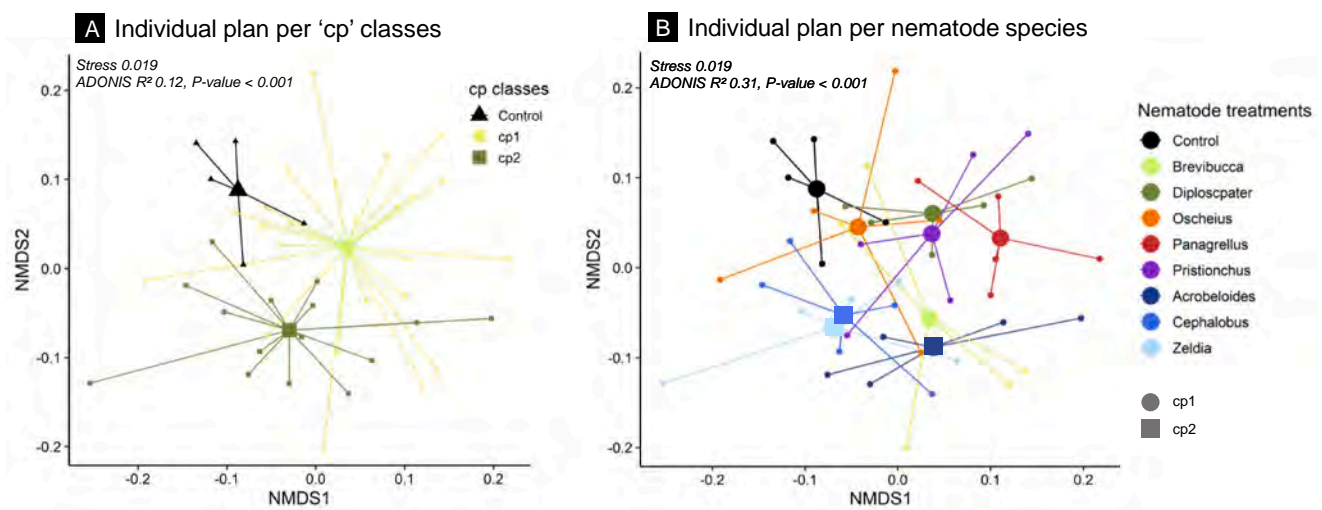 A Individual plan per ‘cp’ classes
Stress 0.019
ADONIS R² 0.12, P-value < 0.001
cp classes
Control
cp1
cp2
0.2
0.1
0.0
-0.1
-0.2
NMDS2
-0.2
-0.1
0.0
0.1
0.2
NMDS1
B Individual plan per nematode species
Stress 0.019
ADONIS R² 0.31, P-value < 0.001
0.2
0.1
0.0
-0.1
-0.2
NMDS2
-0.2
-0.1
0.0
0.1
0.2
NMDS1
Nematode treatments
Control
Brevibucca
Diploscpater
Oscheius
Panagrellus
Pristionchus
Acrobeloides
Cephalobus
Zeldia
cp1
cp2